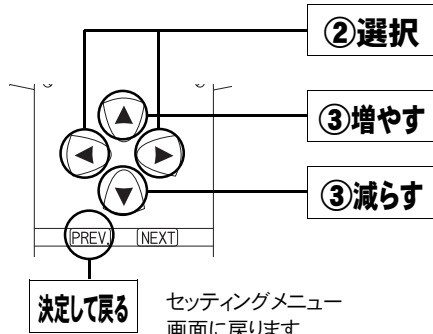 ②選択
③増やす
③減らす
PREV.
NEXT
決定して戻る
セッティングメニュー
画面に戻ります